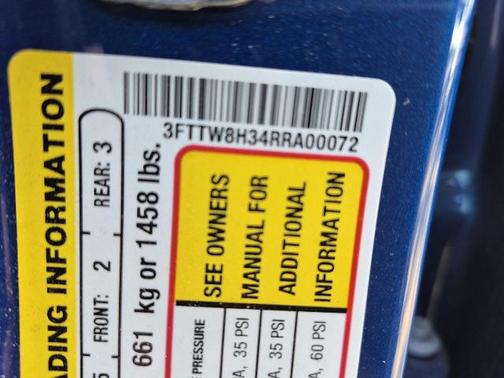 3FTTW8H34RRA00072
ADING INFORMATION
FRONT: 2 REAR: 3
661 kg or 1458 lbs.
SEE OWNERS
MANUAL FOR
ADDITIONAL
INFORMATION
PRESSURE
35 PSI
35 PSI
60 PSI